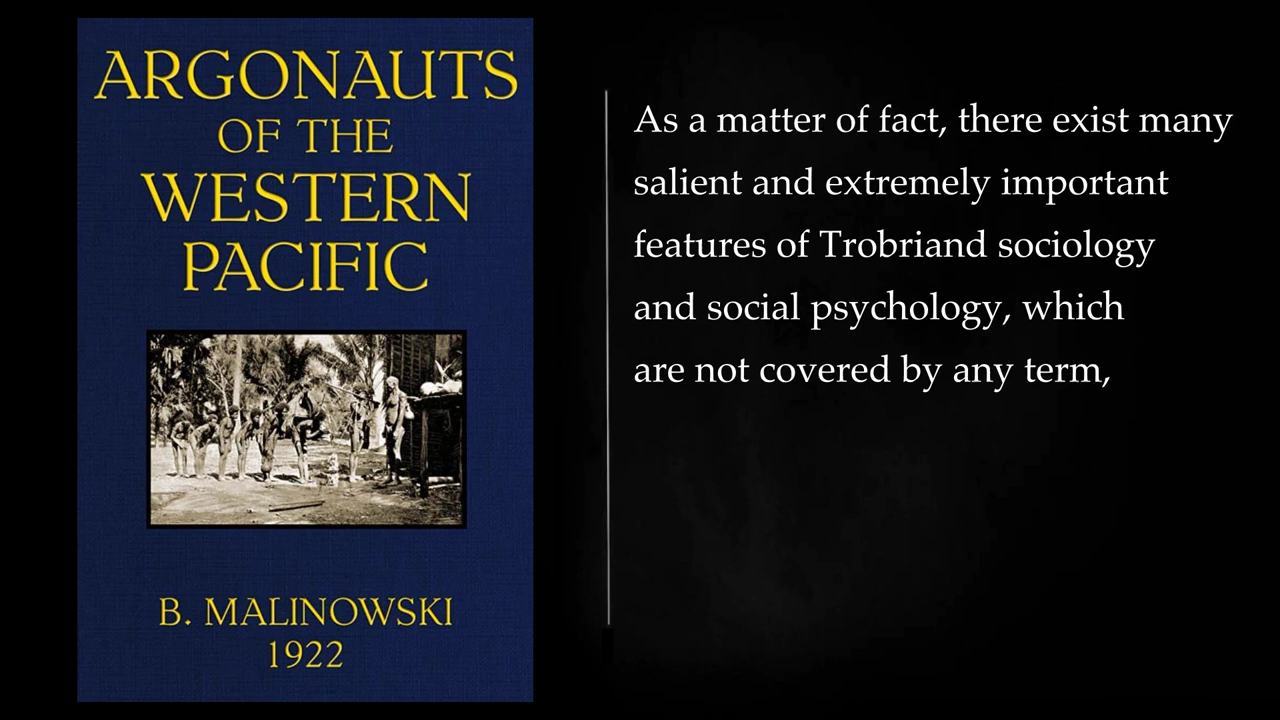 ARGONAUTS
OF THE
WESTERN
PACIFIC
B. MALINOWSKI
1922
As a matter of fact, there exist many
salient and extremely important
features of Trobriand sociology
and social psychology, which
are not covered by any term,